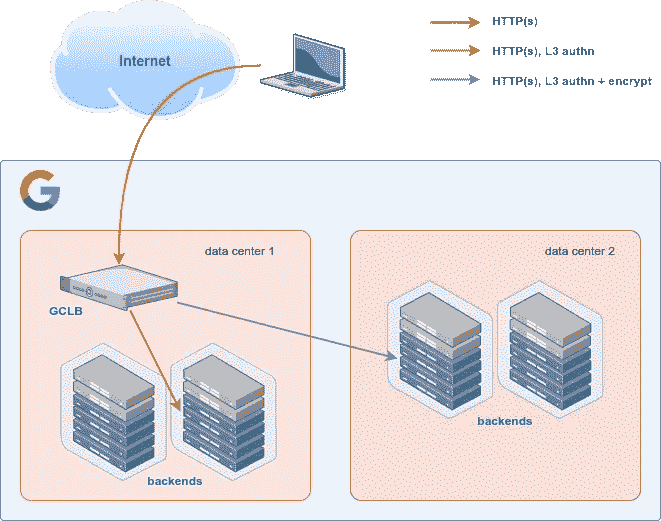 Internet
HTTP(s)
HTTP(s), L3 authn
HTTP(s), L3 authn + encrypt
G
data center 1
data center 2
GCLB
backends
backends